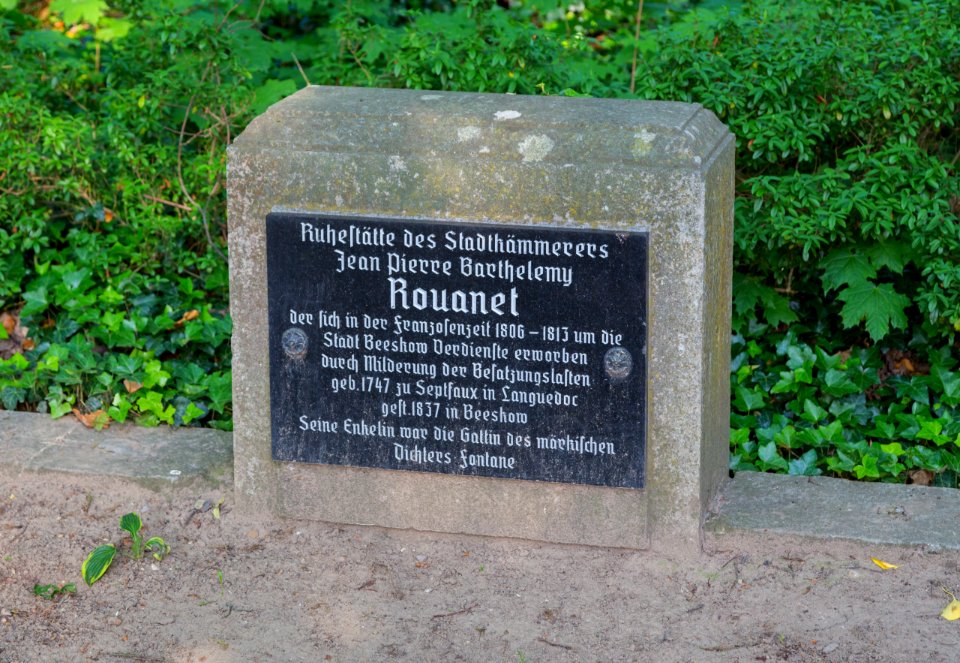 Ruhestätte des Stadtkämmerers
Jean Pierre Barthelemy
Rouanet
der sich in der Franzosenzeit 1806-1813 um die
Stadt Beeskow Verdienste erworben
durch Milderung der Besatzungslasten
geb.1747 zu Septfaux in Languedoc
gest.1837 in Beeskow
Seine Enkelin war die Gattin des märkischen
Dichters Fontane